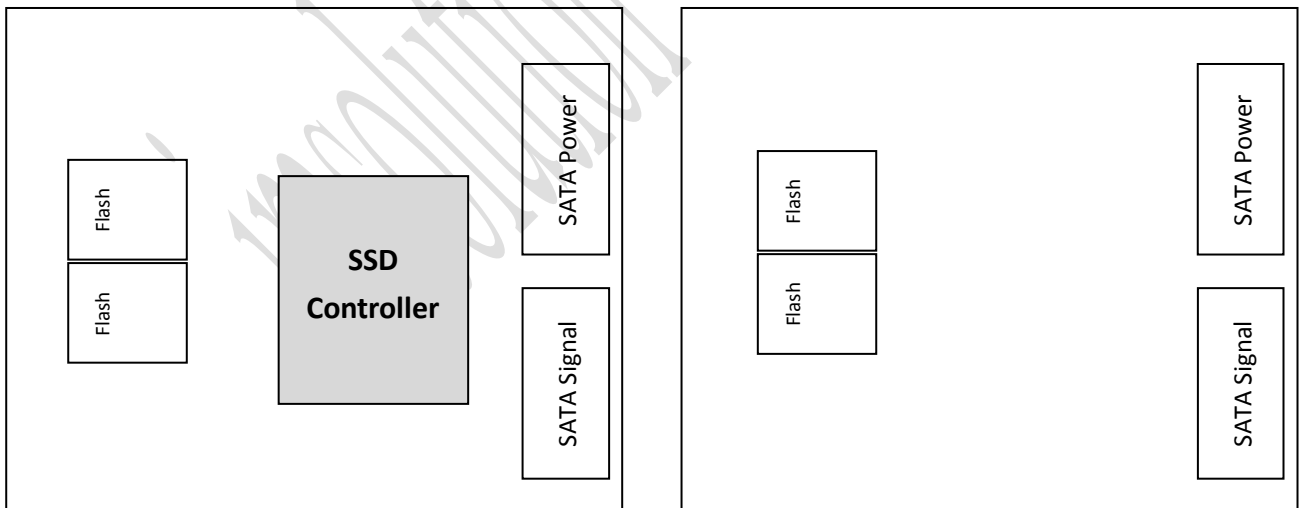 Flash
Flash
SSD
Controller
SATA Power
SATA Signal
Flash
Flash
SATA Power
SATA Signal